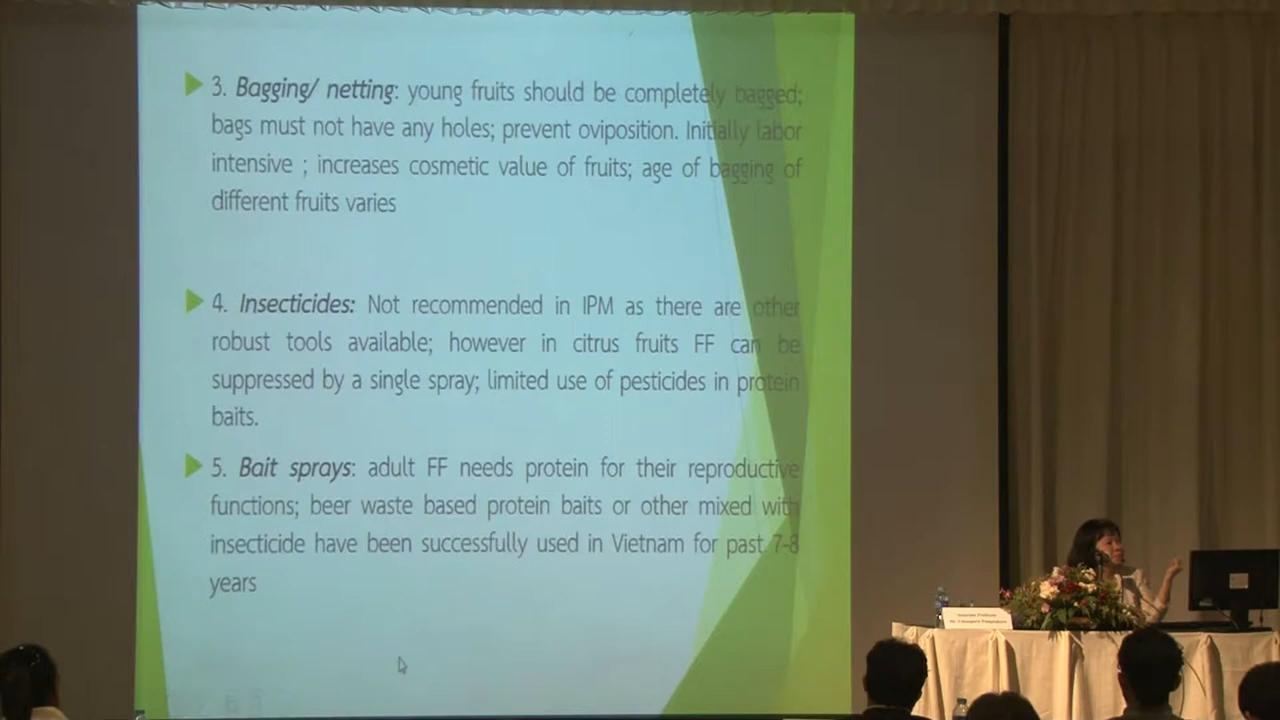 3. Bagging/ netting: young fruits should be completely bagged;
bags must not have any holes; prevent oviposition. Initially labor
intensive ; increases cosmetic value of fruits; age of bagging of
different fruits varies
4. Insecticides: Not recommended in IPM as there are other
robust tools available; however in citrus fruits FF can be
suppressed by a single spray; limited use of pesticides in protein
baits.
5. Bait sprays: adult FF needs protein for their reproductive
functions; beer waste based protein baits or other mixed with
insecticide have been successfully used in Vietnam for past 7-8
years
Associate Professor